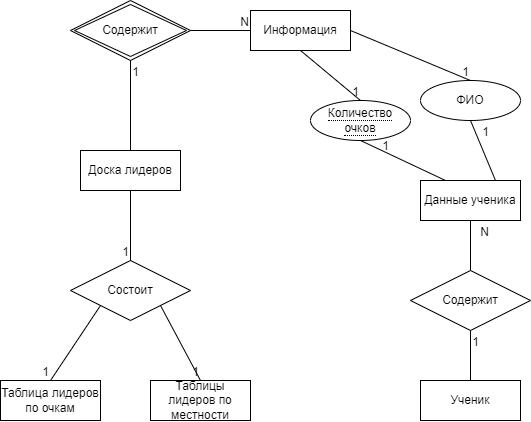 Содержит
N
Информация
1
1
1
ФИО
Количество
очков
1
1
Доска лидеров
Данные ученика
N
1
Состоит
Содержит
1
1
1
Таблица лидеров
по очкам
Таблицы
лидеров по
местности
Ученик